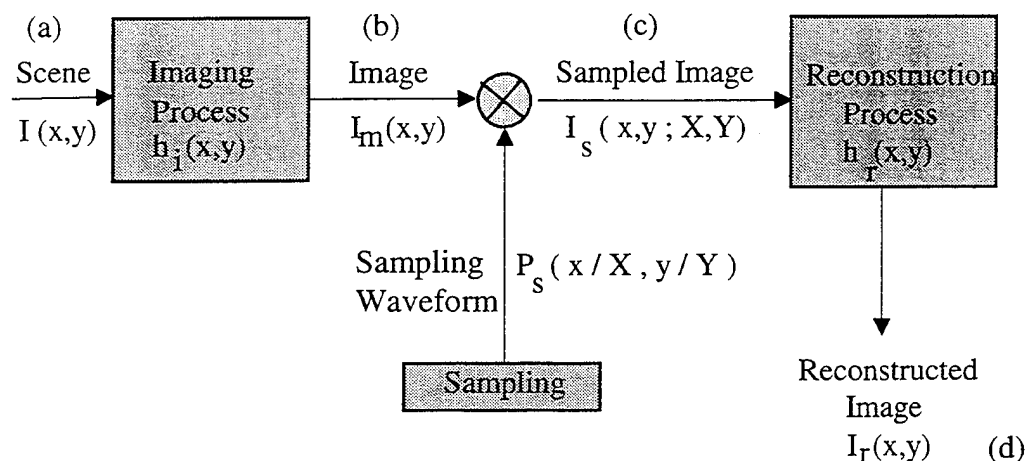 (a)
Scene
I (x,y)
Imaging
Process
h_i(x,y)
(b)
Image
I_m(x,y)
(c)
Sampled Image
I_s ( x,y ; X,Y)
Reconstruction
Process
h_r(x,y)
Sampling
Waveform
P_s ( x / X , y / Y )
Sampling
Reconstructed
Image
I_r(x,y) (d)